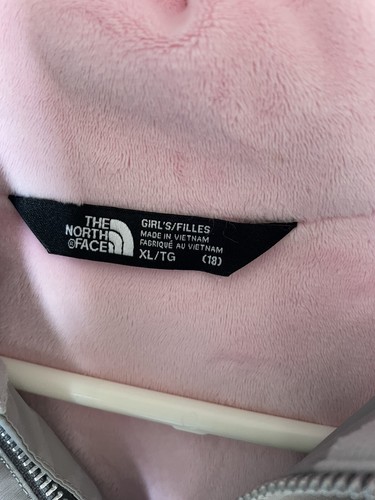 THE
NORTH
®FACE
GIRL'S/FILLES
MADE IN VIETNAM
FABRIQUÉ AU VIETNAM
XL/TG (18)